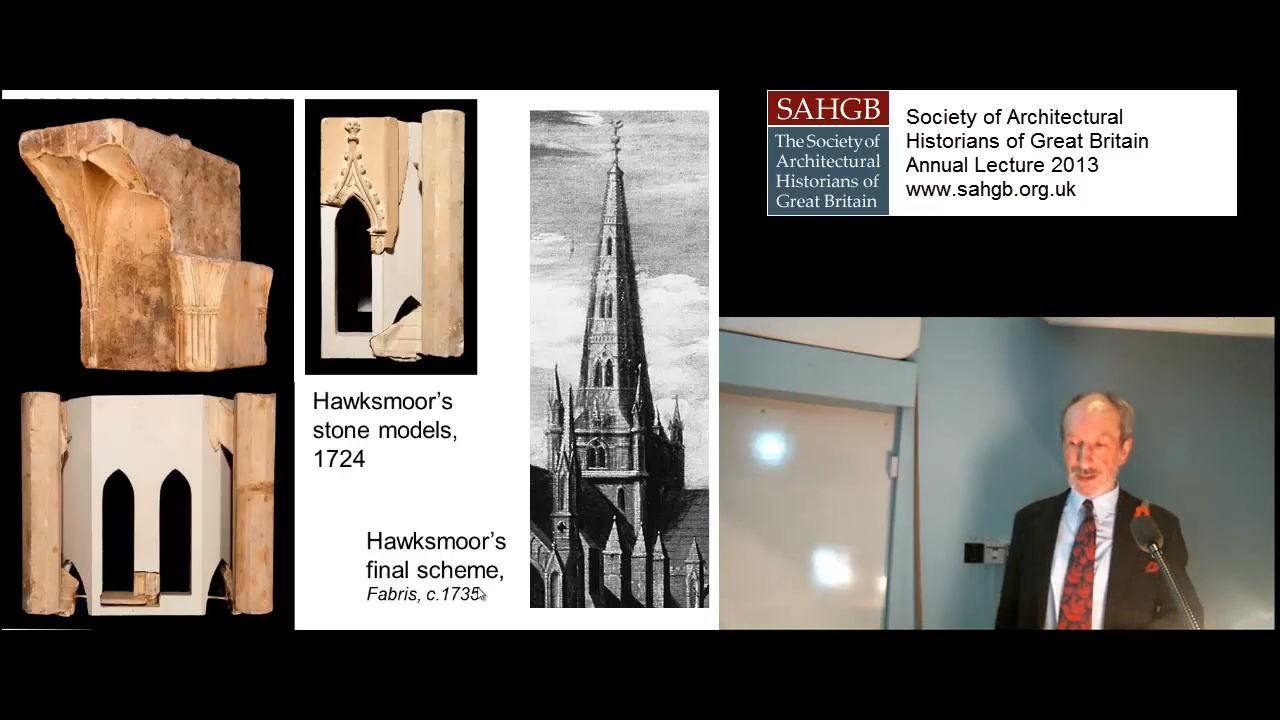 Hawksmoor's
stone models,
1724
Hawksmoor's
final scheme,
Fabris, c.1735
SAHGB
The Society of
Architectural
Historians of
Great Britain
Society of Architectural
Historians of Great Britain
Annual Lecture 2013
www.sahgb.org.uk